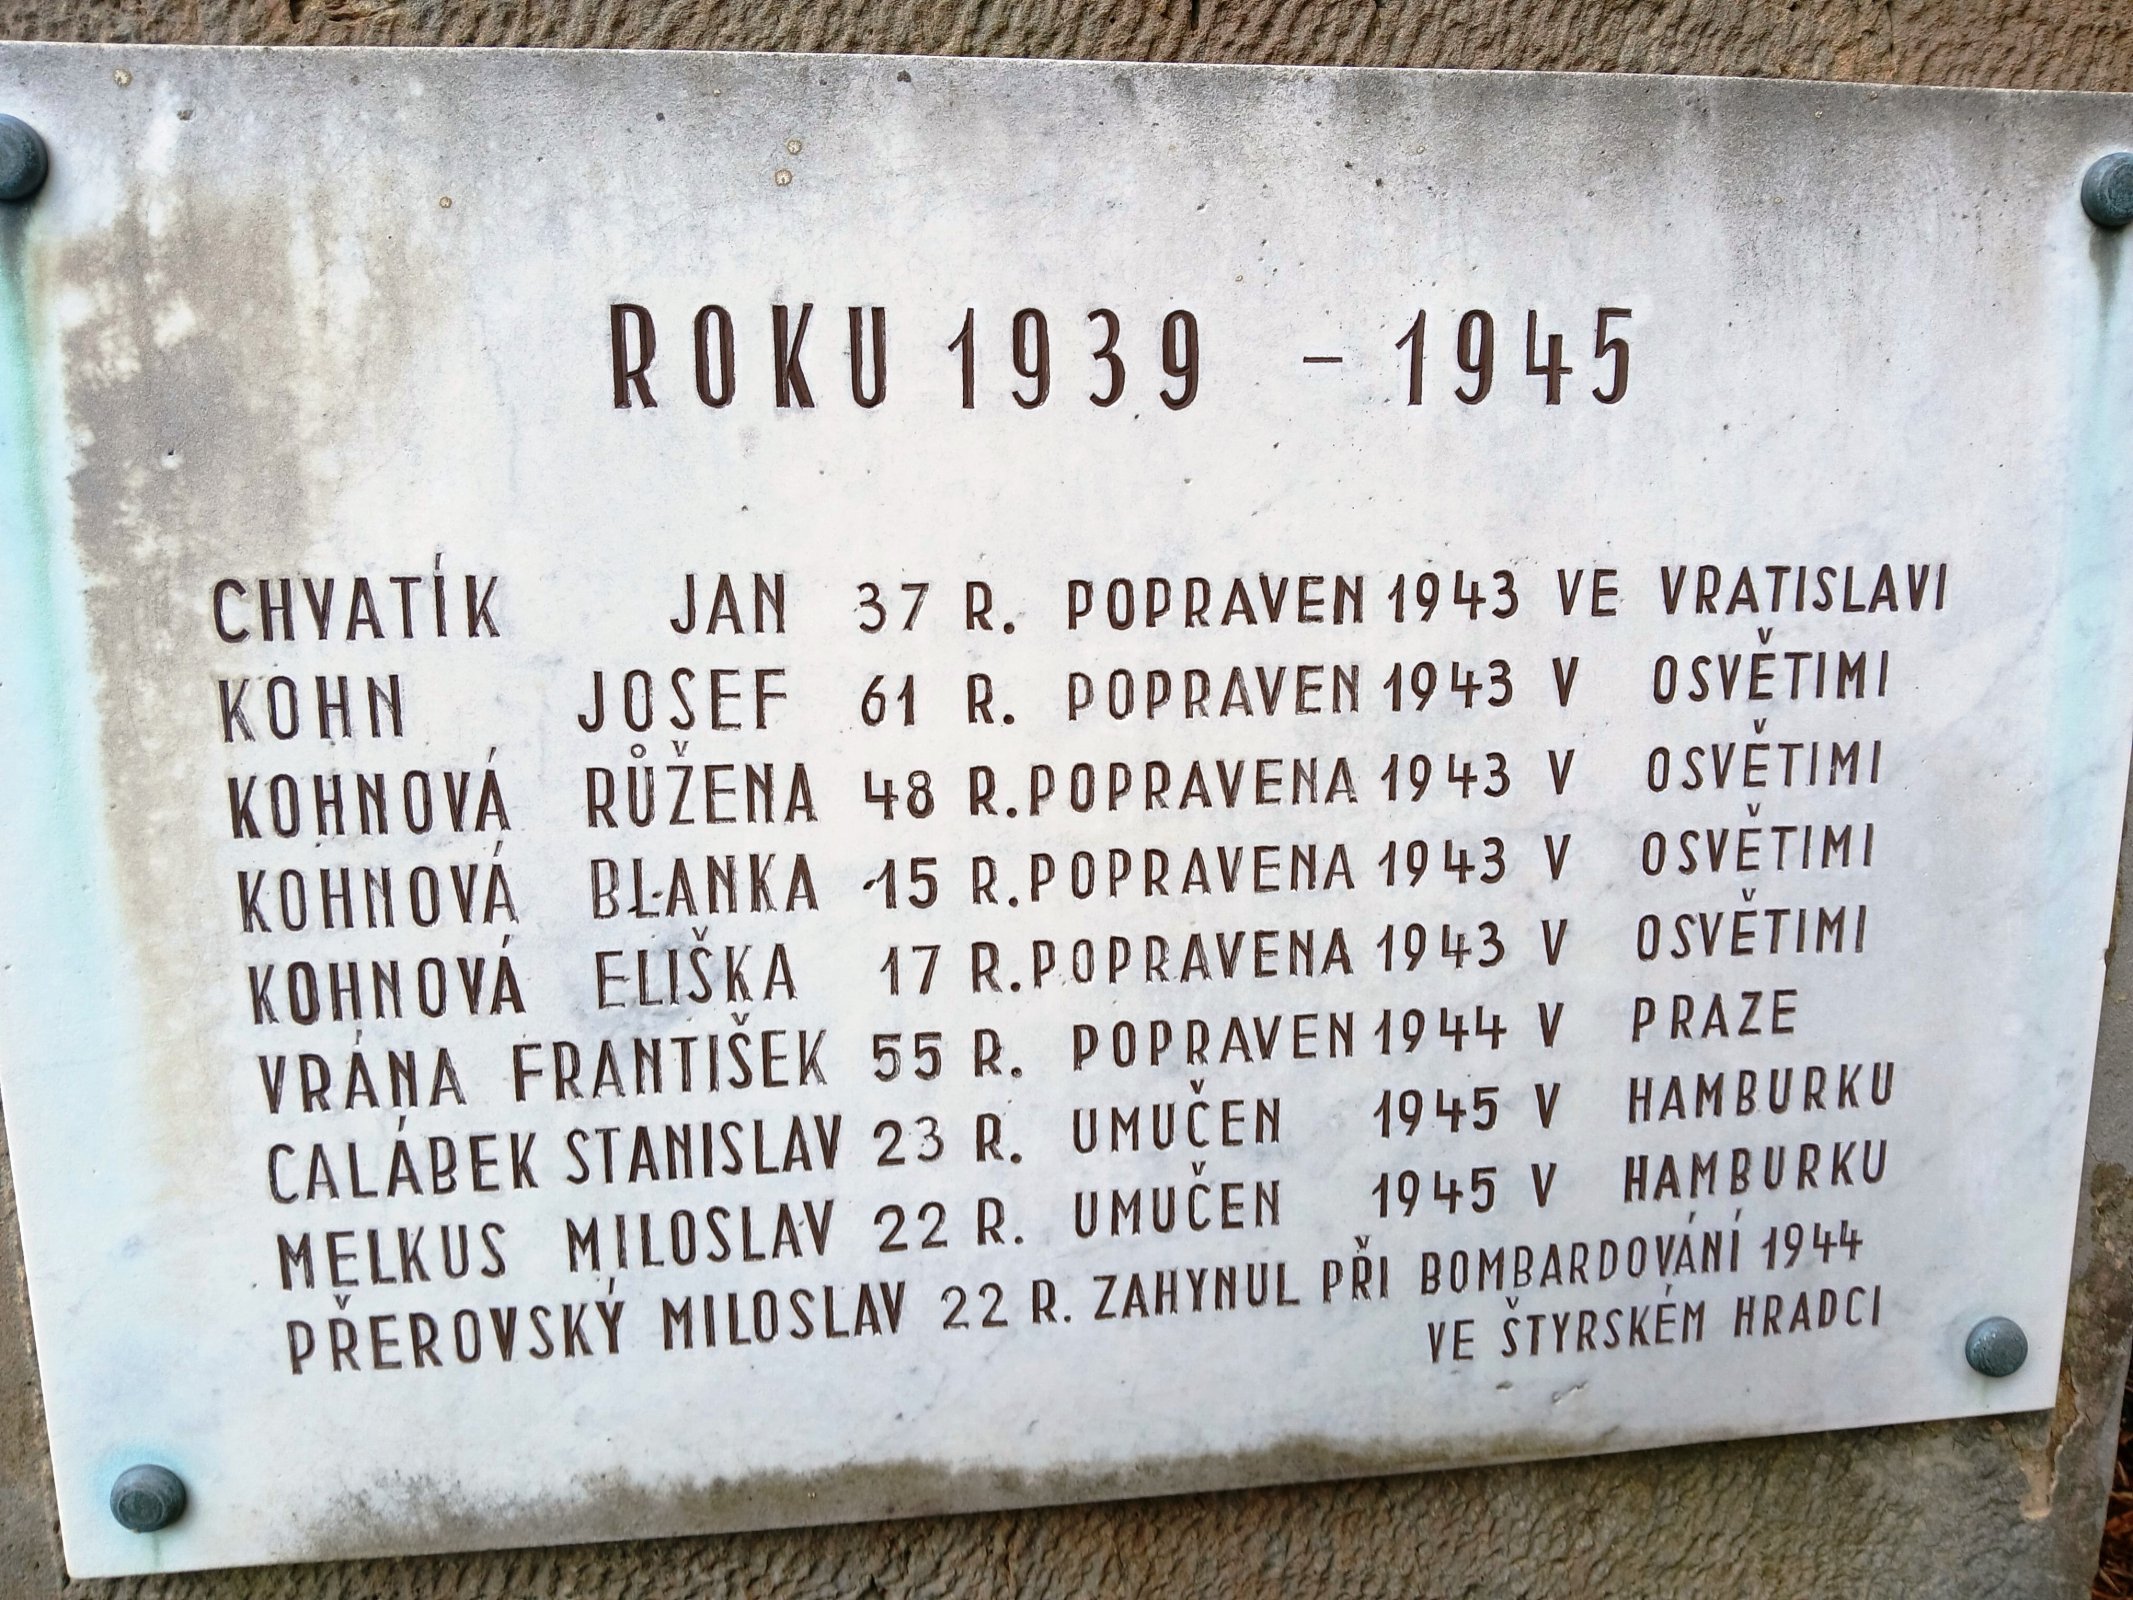 ROKU 1939 - 1945
CHVATÍK JAN 37 R. POPRAVEN 1943 VE VRATISLAVI
KOHN JOSEF 61 R. POPRAVEN 1943 V OSVĚTIMI
KOHNOVÁ RŮŽENA 48 R. POPRAVENA 1943 V OSVĚTIMI
KOHNOVÁ BLANKA 15 R. POPRAVENA 1943 V OSVĚTIMI
KOHNOVÁ ELIŠKA 17 R. POPRAVENA 1943 V OSVĚTIMI
VRÁNA FRANTIŠEK 55 R. POPRAVEN 1944 V PRAZE
CALÁBEK STANISLAV 23 R. UMUČEN 1945 V HAMBURKU
MELKUS MILOSLAV 22 R. UMUČEN 1945 V HAMBURKU
PŘEROVSKÝ MILOSLAV 22 R. ZAHYNUL PŘI BOMBARDOVÁNÍ 1944
VE ŠTYRSKÉM HRADCI